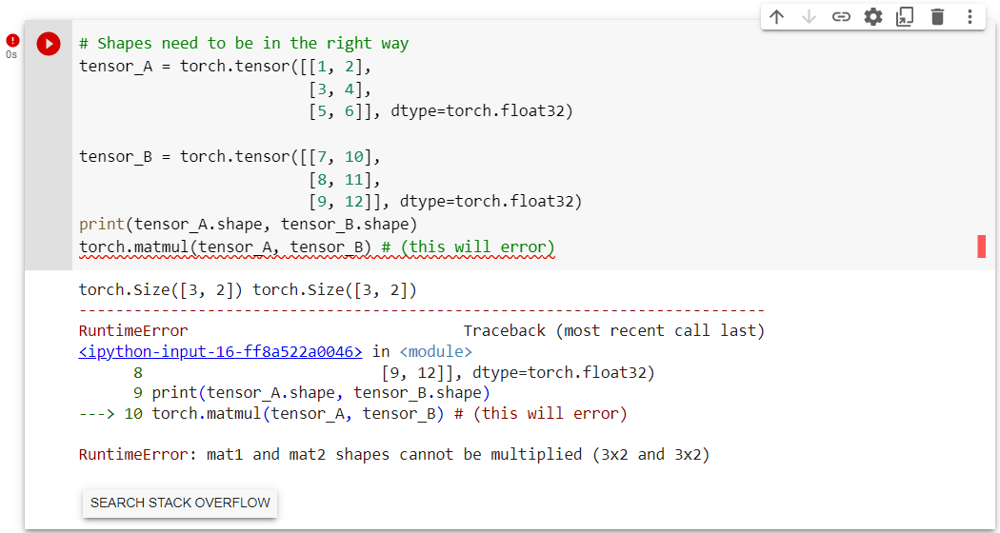 # Shapes need to be in the right way
0s
tensor_A = torch.tensor([[1, 2],
[3, 4],
[5, 6]], dtype=torch.float32)
tensor_B = torch.tensor([[7, 10],
[8, 11],
[9, 12]], dtype=torch.float32)
print(tensor_A.shape, tensor_B.shape)
torch.matmul(tensor_A, tensor_B) # (this will error)
torch.Size([3, 2]) torch.Size([3, 2])
---------------------------------------------------------------------------
RuntimeError Traceback (most recent call last)
<ipython-input-16-ff8a522a0046> in <module>
8 [9, 12]], dtype=torch.float32)
9 print(tensor_A.shape, tensor_B.shape)
---> 10 torch.matmul(tensor_A, tensor_B) # (this will error)
RuntimeError: mat1 and mat2 shapes cannot be multiplied (3x2 and 3x2)
SEARCH STACK OVERFLOW